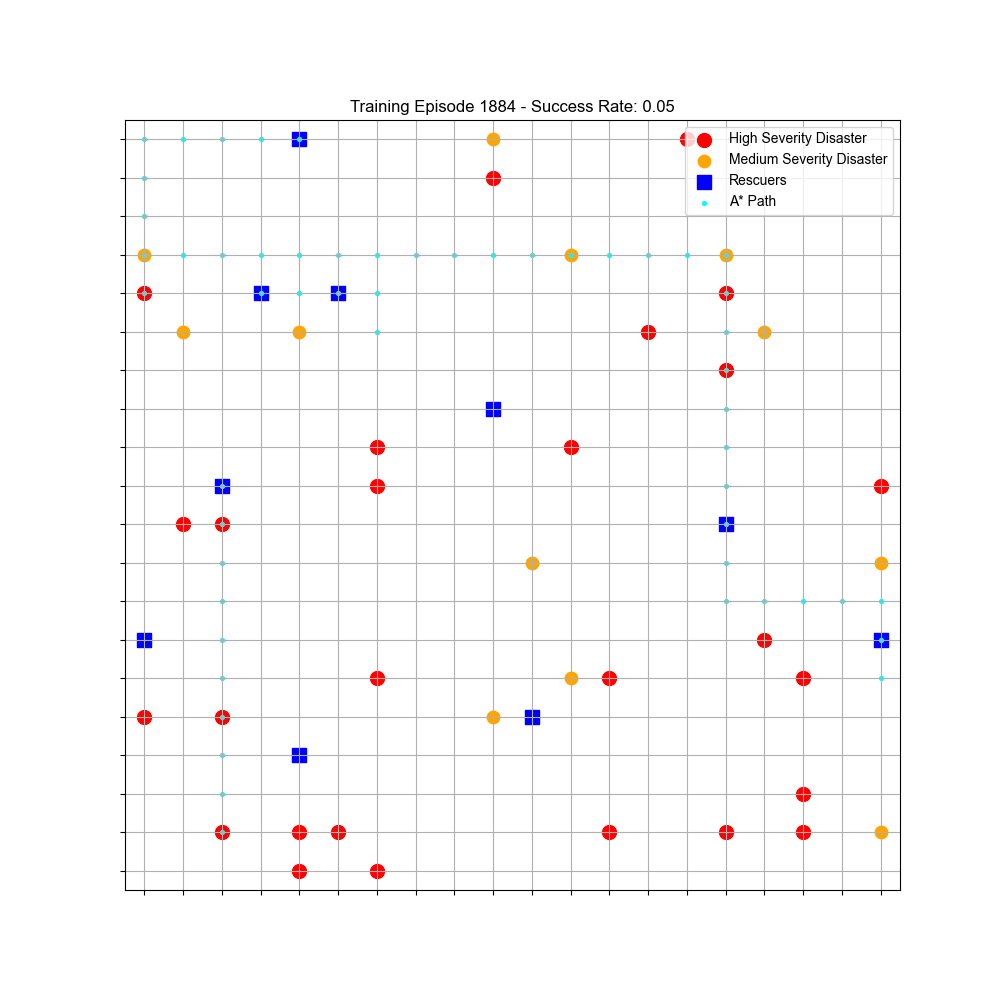 Training Episode 1884 - Success Rate: 0.05
High Severity Disaster
Medium Severity Disaster
Rescuers
A* Path